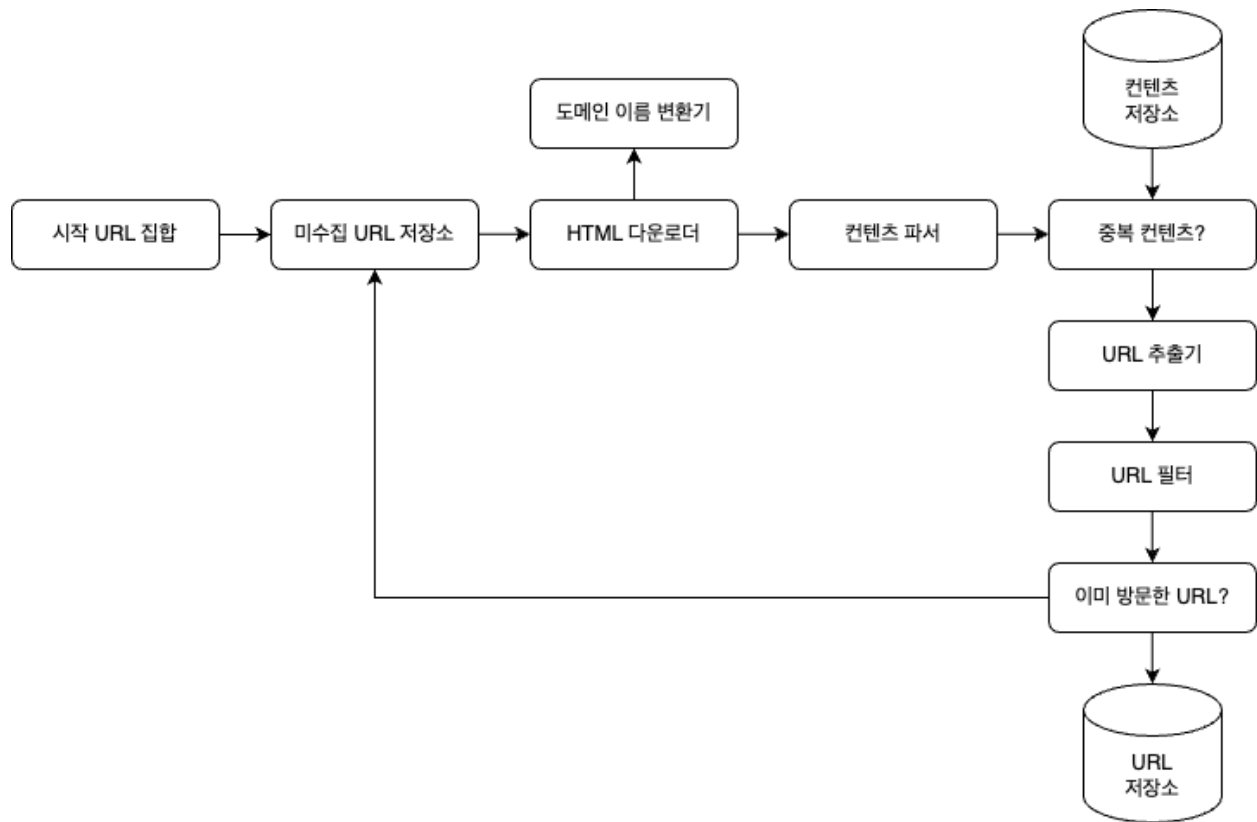 컨텐츠
저장소
도메인 이름 변환기
시작 URL 집합
미수집 URL 저장소
HTML 다운로더
컨텐츠 파서
중복 컨텐츠?
URL 추출기
URL 필터
이미 방문한 URL?
URL
저장소